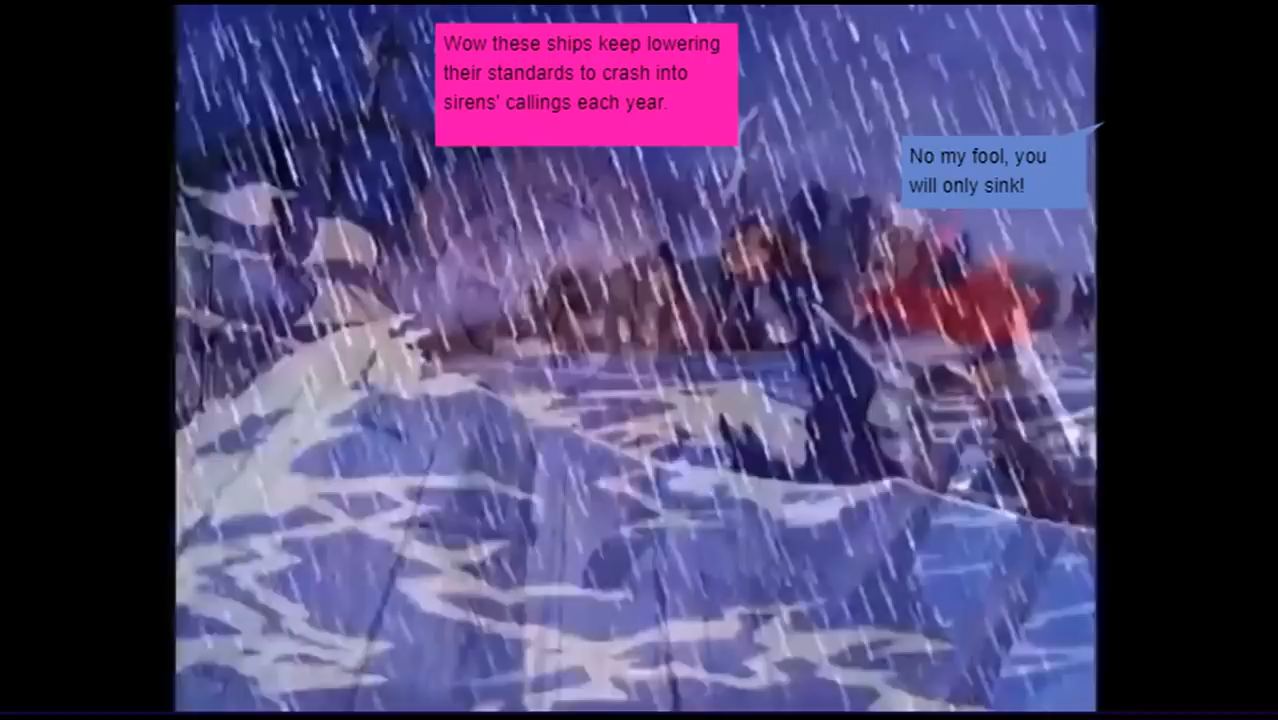 Wow these ships keep lowering
their standards to crash into
sirens' callings each year.
No my fool, you
will only sink!